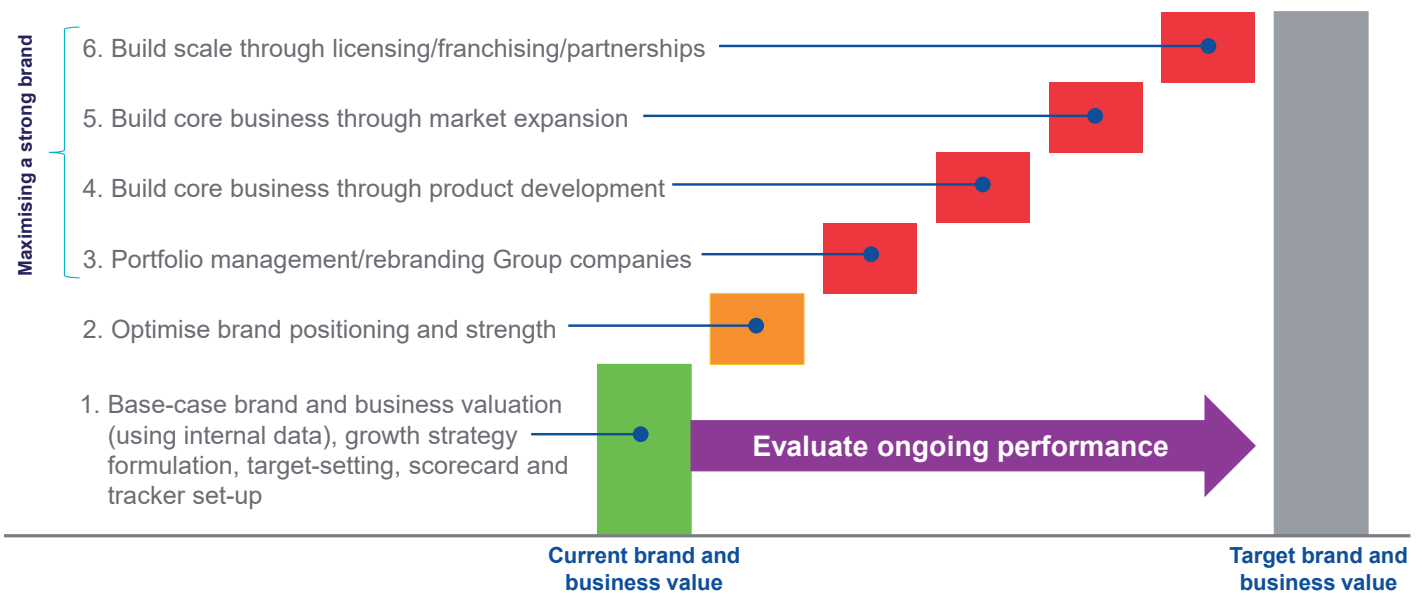 Maximising a strong brand
6. Build scale through licensing/franchising/partnerships
5. Build core business through market expansion
4. Build core business through product development
3. Portfolio management/rebranding Group companies
2. Optimise brand positioning and strength
1. Base-case brand and business valuation
(using internal data), growth strategy
formulation, target-setting, scorecard and
tracker set-up
Evaluate ongoing performance
Current brand and
business value
Target brand and
business value